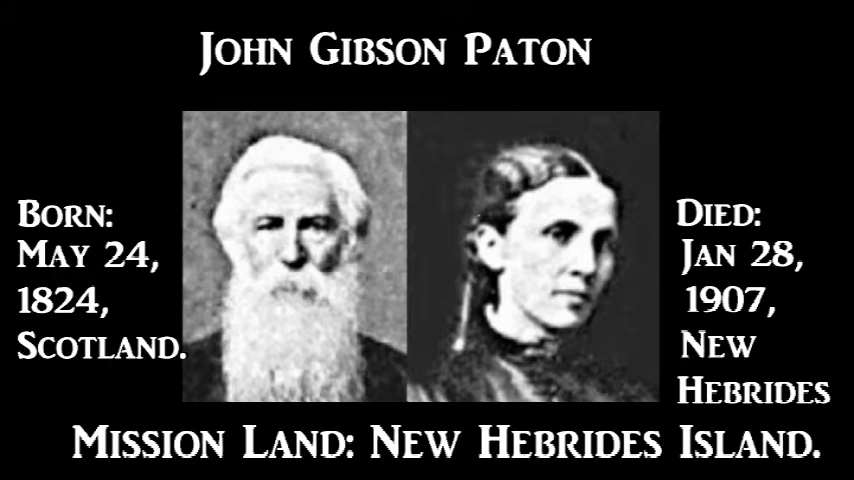 John Gibson Paton
Born:
May 24,
1824,
Scotland.
Died:
Jan 28,
1907,
New
Hebrides
Mission Land: New Hebrides Island.